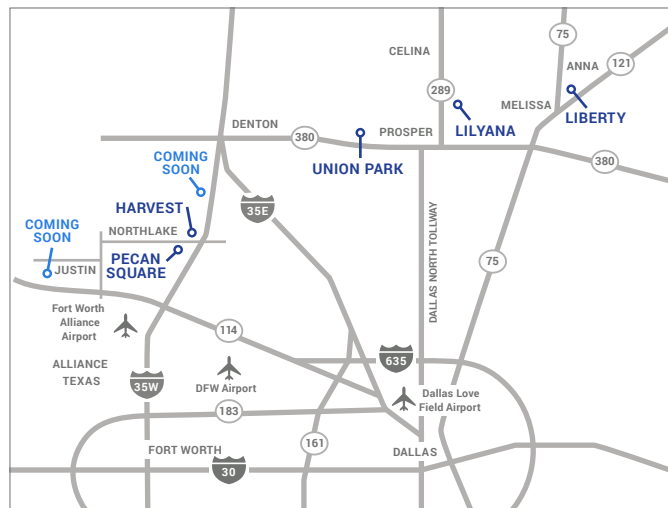 75
CELINA
ANNA
121
289
MELISSA
LIBERTY
LILYANA
DENTON
380
PROSPER
UNION PARK
380
COMING
SOON
HARVEST
35E
COMING
SOON
NORTHLAKE
PECAN
SQUARE
JUSTIN
DALLAS NORTH TOLLWAY
75
Fort Worth
Alliance
Airport
114
635
ALLIANCE
TEXAS
35W
DFW Airport
Dallas Love
Field Airport
183
161
FORT WORTH
DALLAS
30